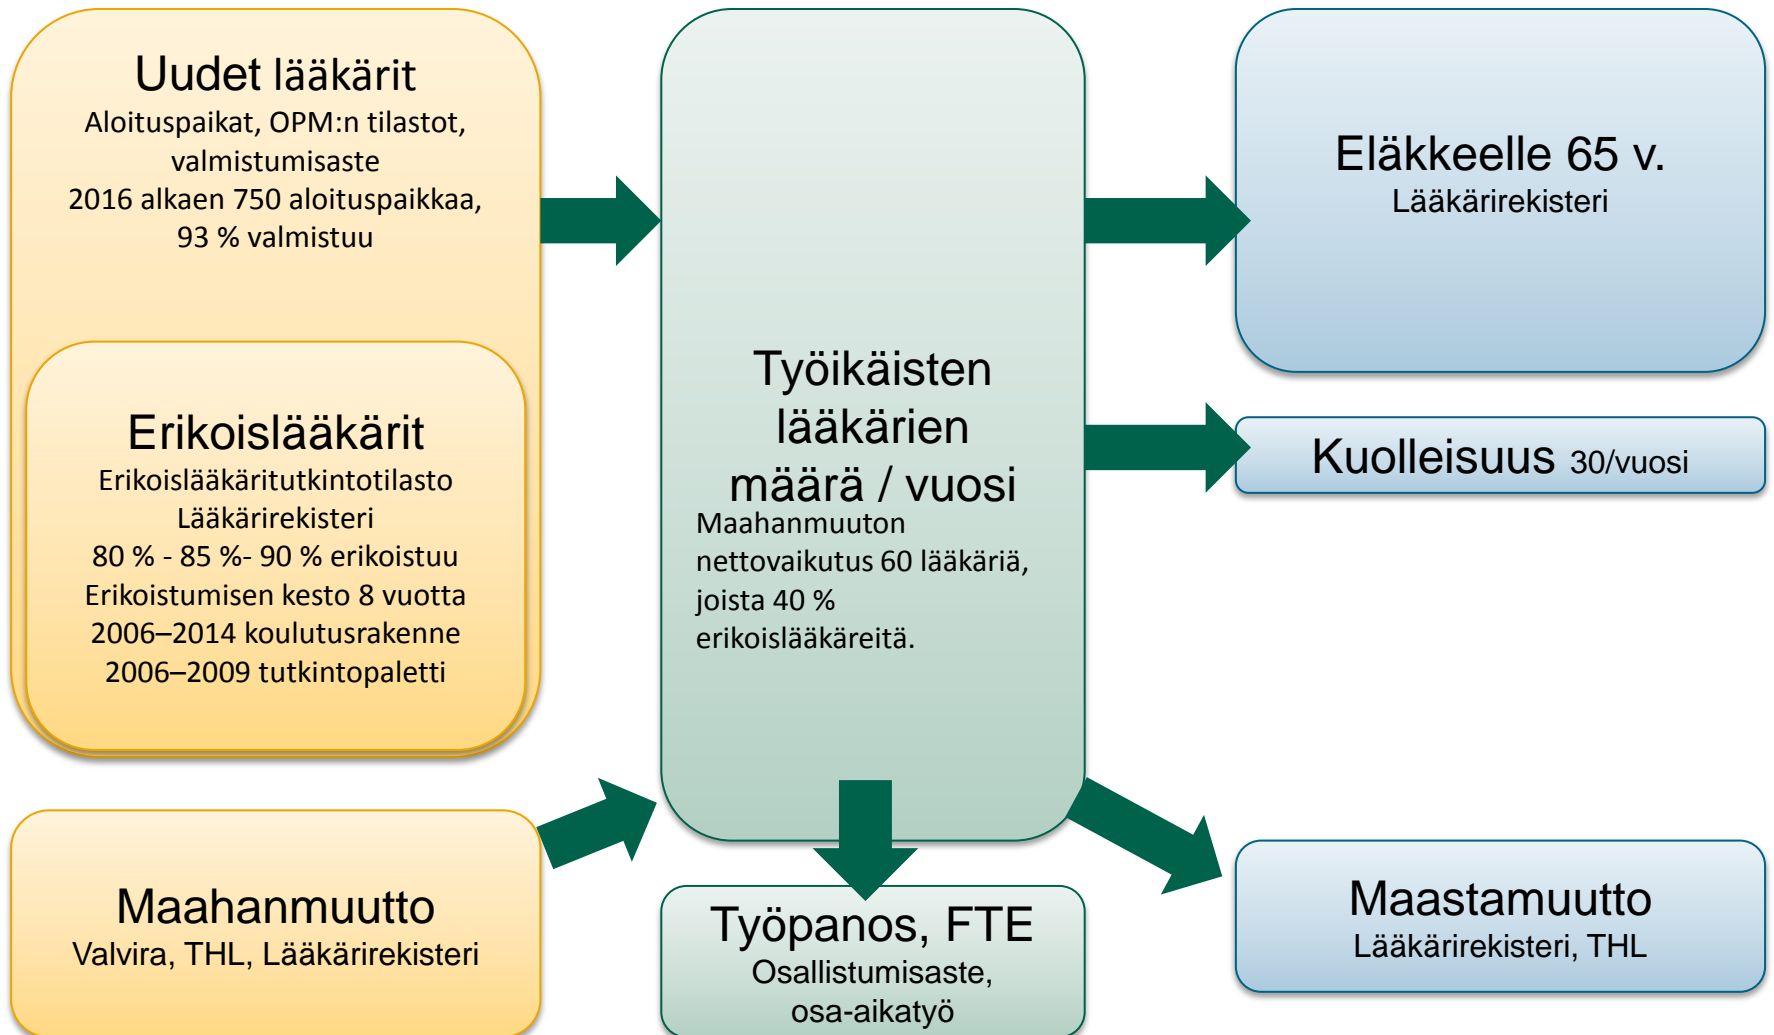 Uudet lääkärit
Aloituspaikat, OPM:n tilastot,
valmistumisaste
2016 alkaen 750 aloituspaikkaa,
93 % valmistuu
Erikoislääkärit
Erikoislääkäritutkintotilasto
Lääkärirekisteri
80 % - 85 %- 90 % erikoistuu
Erikoistumisen kesto 8 vuotta
2006–2014 koulutusrakenne
2006–2009 tutkintopaletti
Maahanmuutto
Valvira, THL, Lääkärirekisteri
Työikäisten
lääkärien
määrä / vuosi
Maahanmuuton
nettovaikutus 60 lääkäriä,
joista 40 %
erikoislääkäreitä.
Työpanos, FTE
Osallistumisaste,
osa-aikatyö
Eläkkeelle 65 v.
Lääkärirekisteri
Kuolleisuus 30/vuosi
Maastamuutto
Lääkärirekisteri, THL